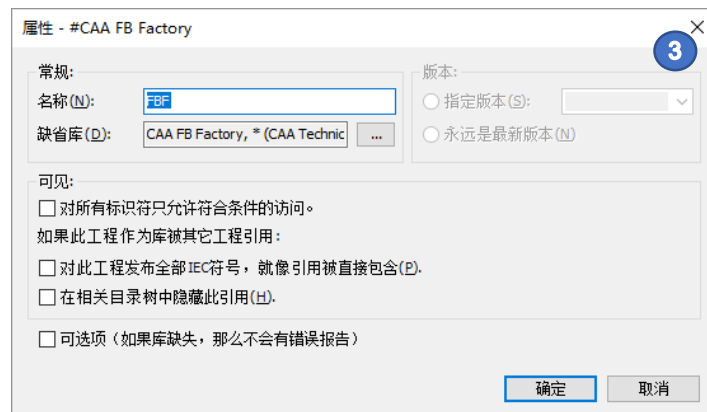 属性 - #CAA FB Factory
3
常规:
名称(N):
FBF
缺省库(D):
CAA FB Factory, * (CAA Technic
...
版本:
指定版本(S):
永远是最新版本(N)
可见:
对所有标识符只允许符合条件的访问。
如果此工程作为库被其它工程引用:
对此工程发布全部IEC符号，就像引用被直接包含(P).
在相关目录树中隐藏此引用(H).
可选项（如果库缺失，那么不会有错误报告）
确定
取消